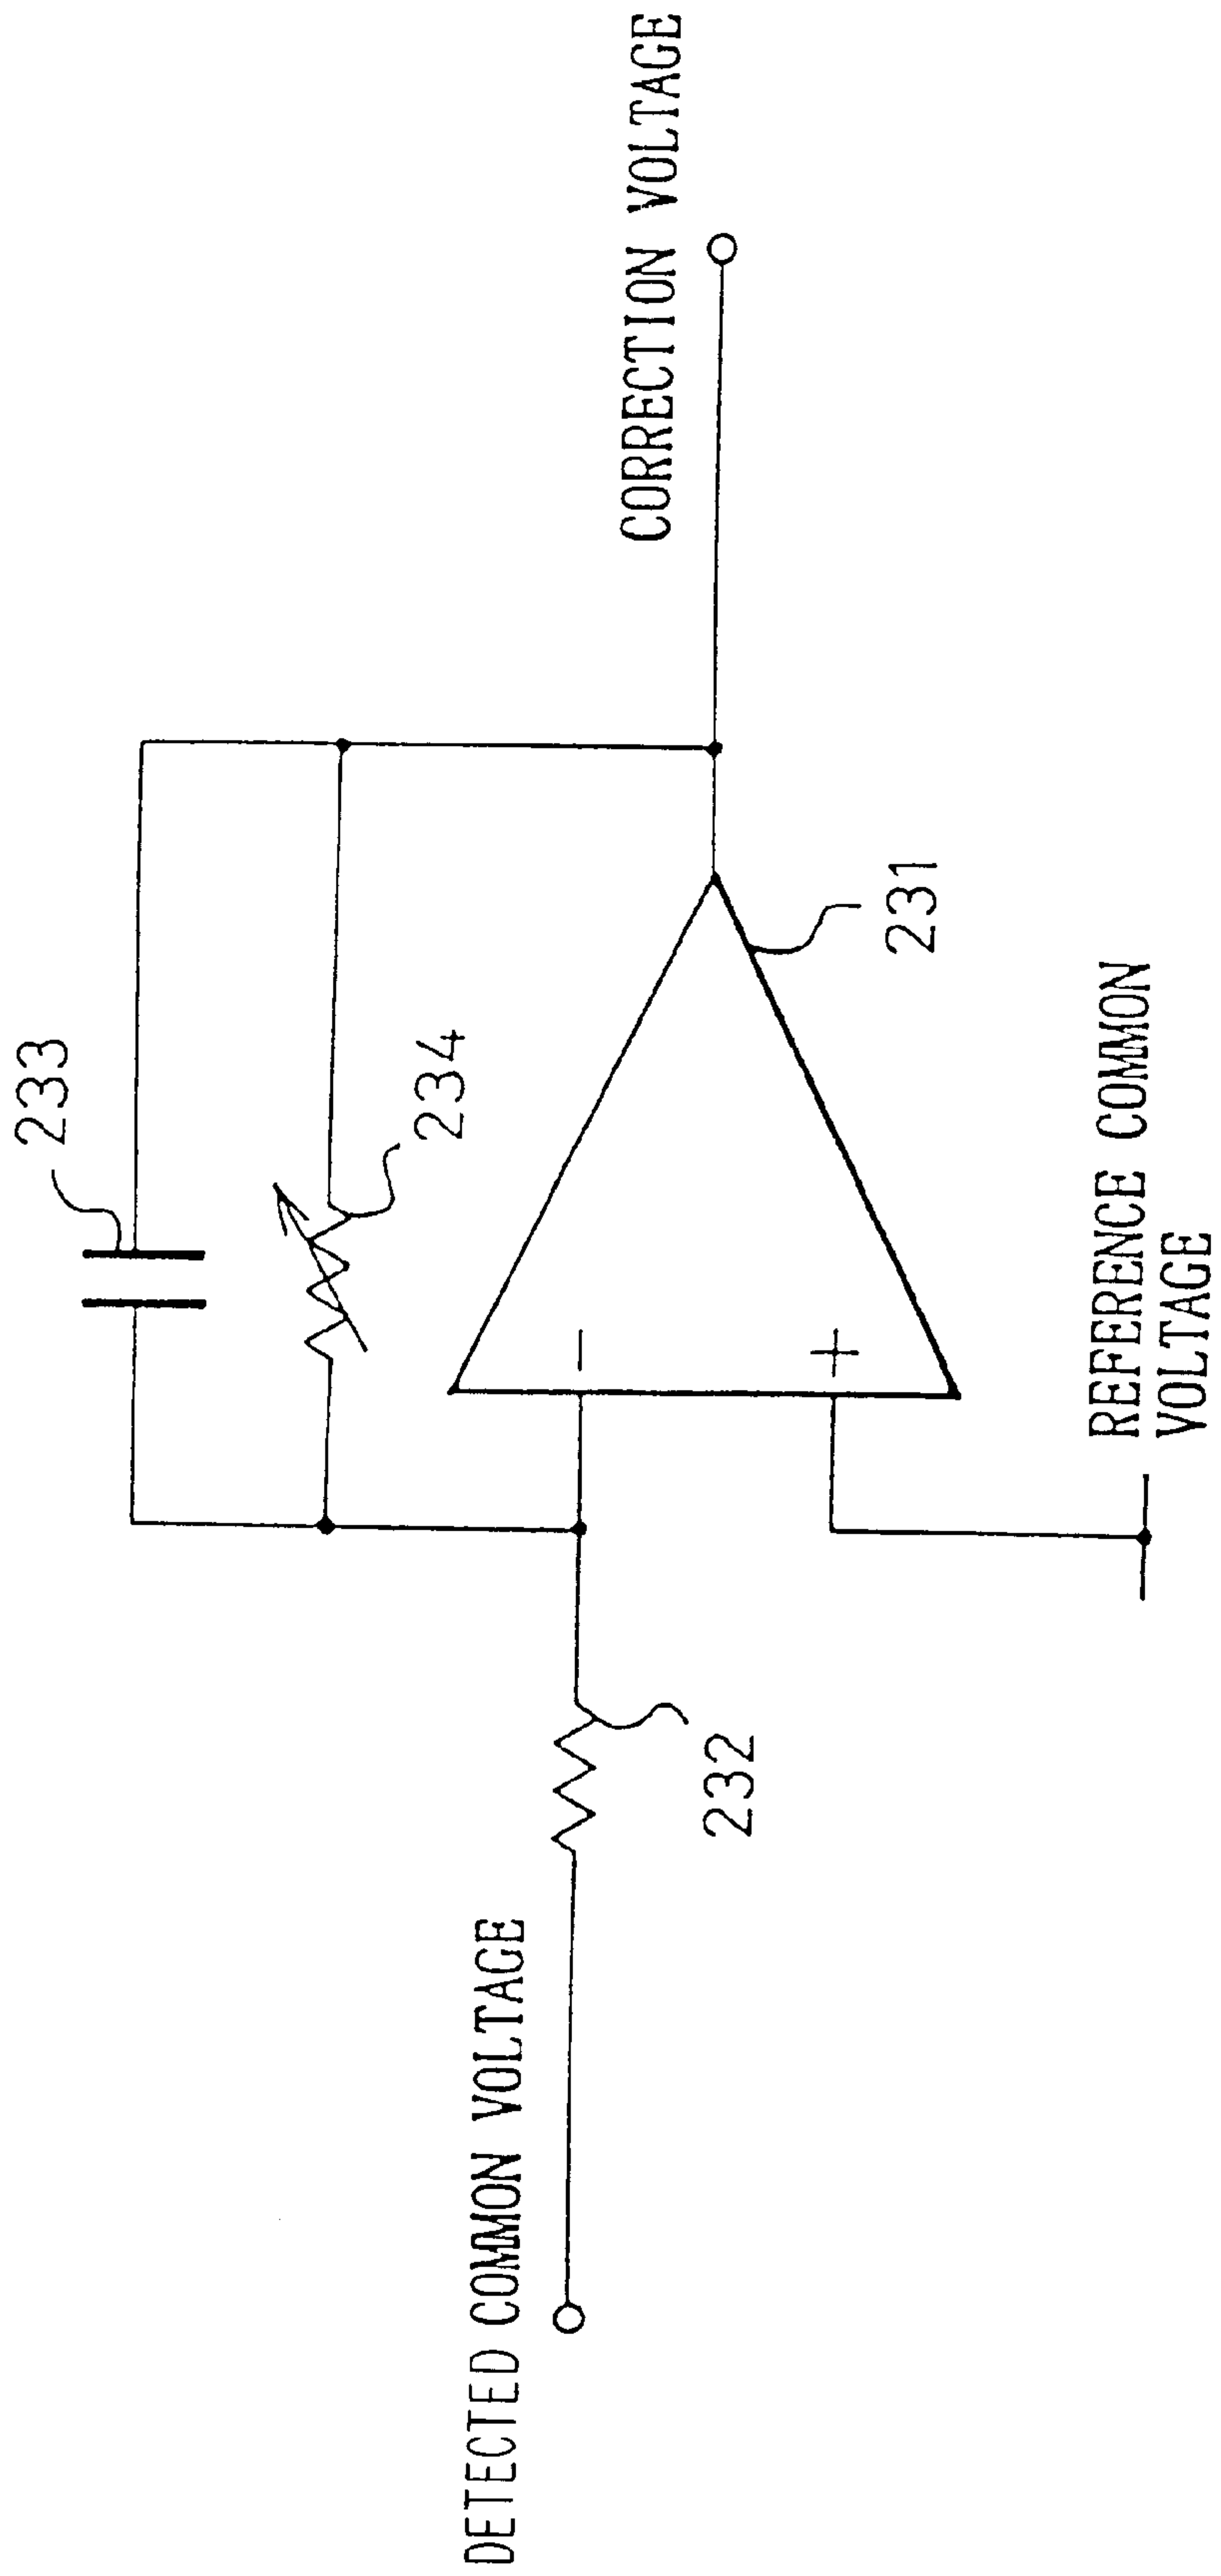 233
234
CORRECTION VOLTAGE
DETECTED COMMON VOLTAGE
232
−
+
231
REFERENCE COMMON
VOLTAGE